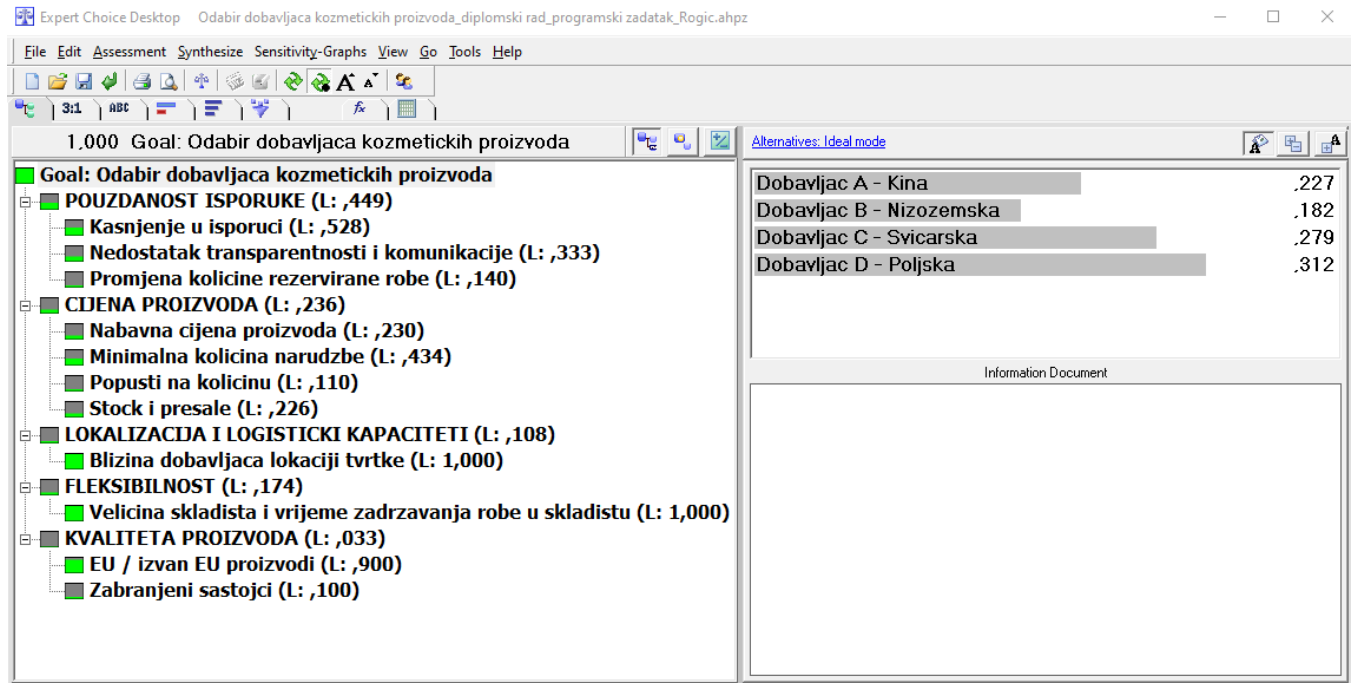 Expert Choice Desktop Odabir dobavljaca kozmetickih proizvoda_diplomski rad_programski zadatak_Rogic.ahpz
File Edit Assessment Synthesize Sensitivity-Graphs View Go Tools Help
3:1 ABC fx
1,000 Goal: Odabir dobavljaca kozmetickih proizvoda
Goal: Odabir dobavljaca kozmetickih proizvoda
POUZDANOST ISPORUKE (L: ,449)
Kasnjenje u isporuci (L: ,528)
Nedostatak transparentnosti i komunikacije (L: ,333)
Promjena kolicine rezervirane robe (L: ,140)
CIJENA PROIZVODA (L: ,236)
Nabavna cijena proizvoda (L: ,230)
Minimalna kolicina narudzbe (L: ,434)
Popusti na kolicinu (L: ,110)
Stock i presale (L: ,226)
LOKALIZACIJA I LOGISTICKI KAPACITETI (L: ,108)
Blizina dobavljaca lokaciji tvrtke (L: 1,000)
FLEKSIBILNOST (L: ,174)
Velicina skladista i vrijeme zadrzavanja robe u skladistu (L: 1,000)
KVALITETA PROIZVODA (L: ,033)
EU / izvan EU proizvodi (L: ,900)
Zabranjeni sastojci (L: ,100)
Alternatives: Ideal mode
Dobavljac A - Kina ,227
Dobavljac B - Nizozemska ,182
Dobavljac C - Svicarska ,279
Dobavljac D - Poljska ,312
Information Document